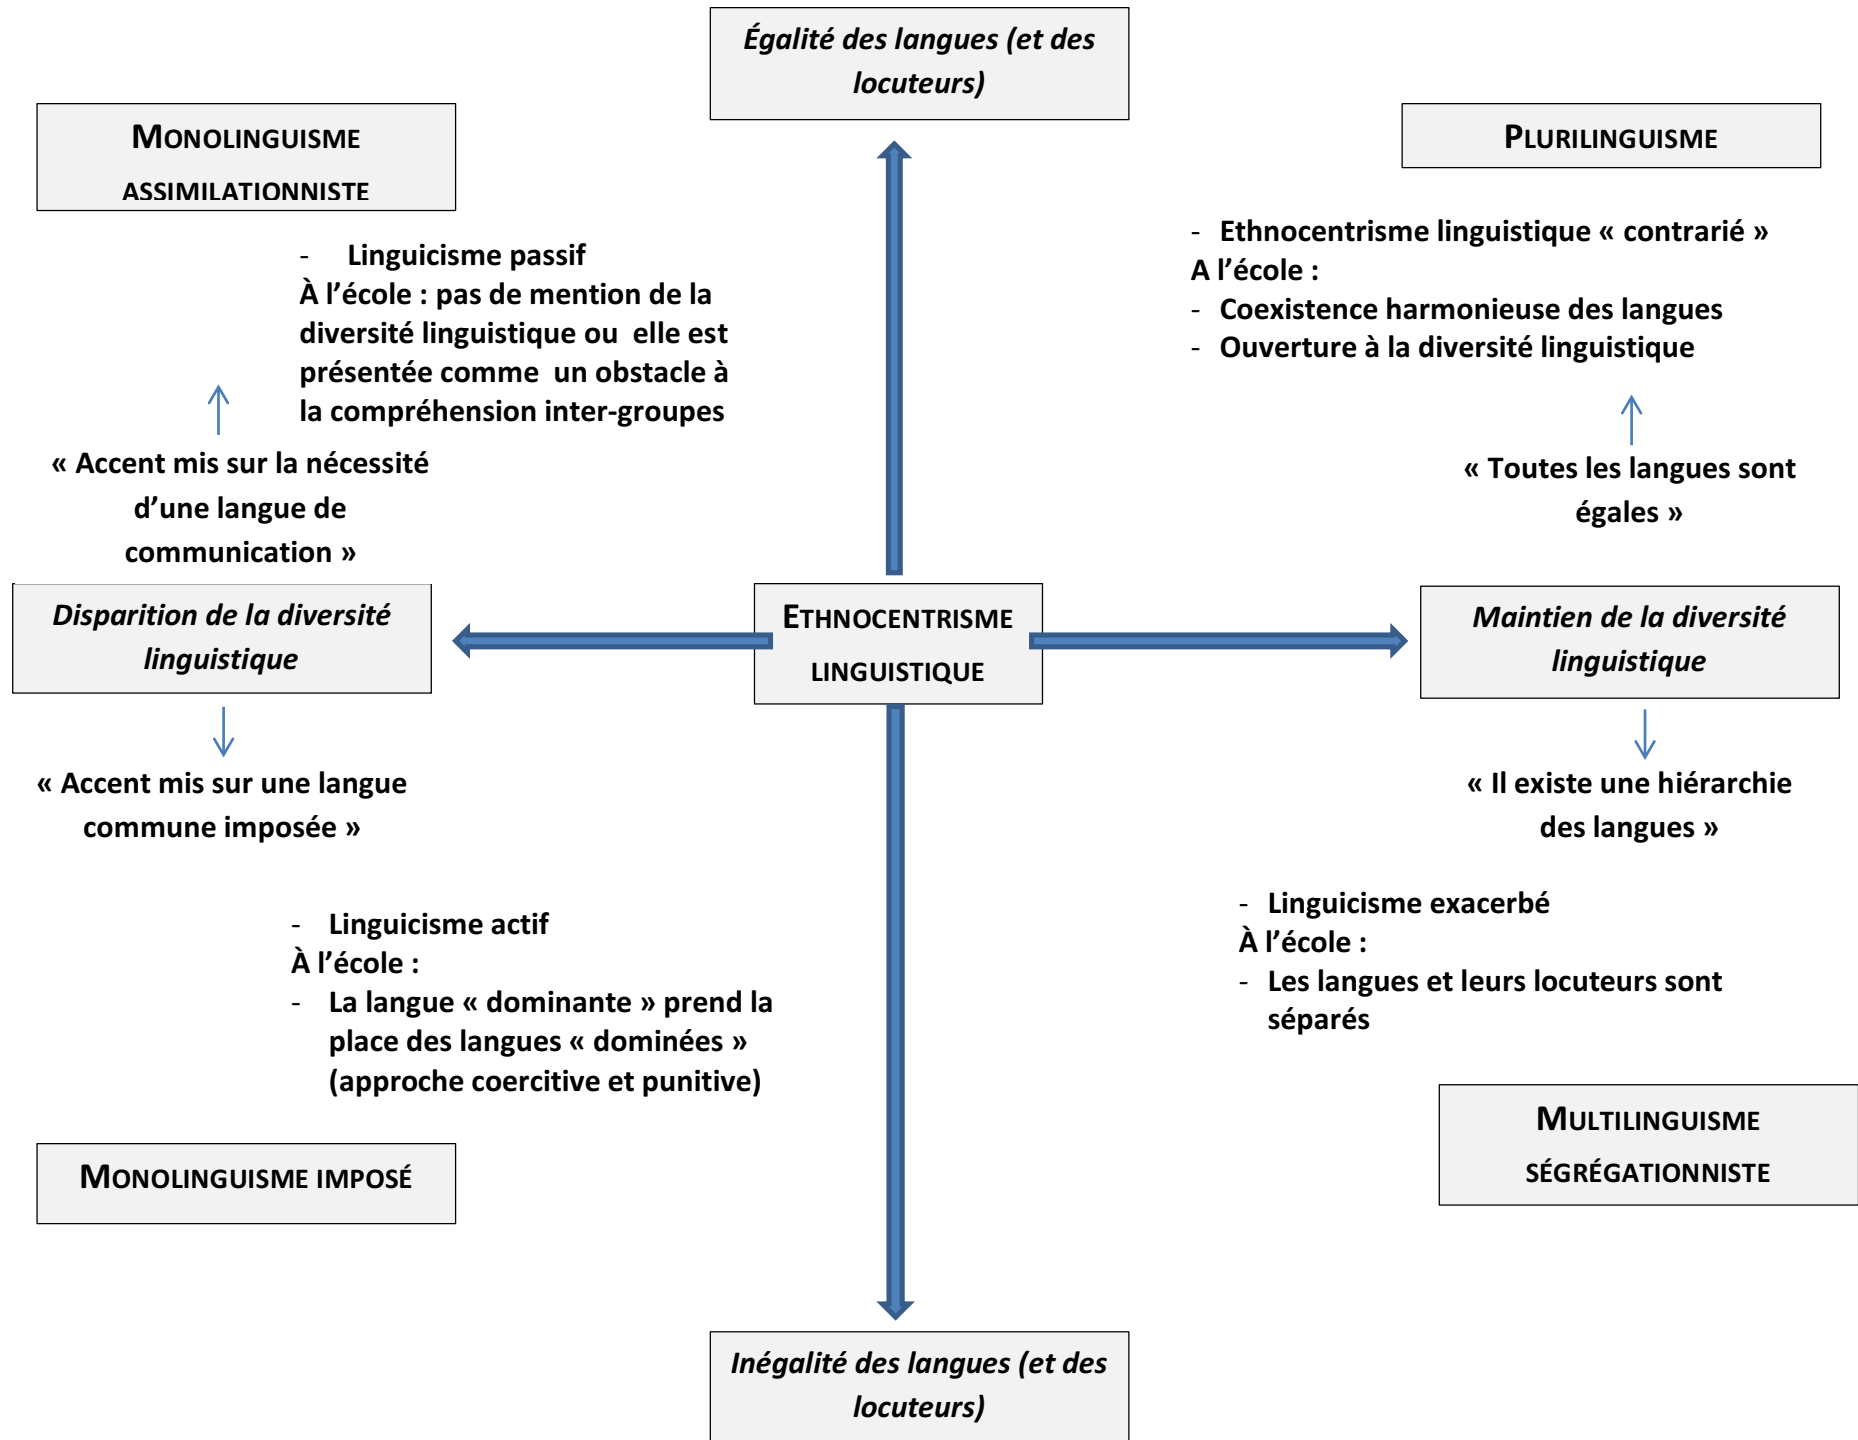 Égalité des langues (et des
locuteurs)
MONOLINGUISME
ASSIMILATIONNISTE
PLURILINGUISME
- Linguicisme passif
À l’école : pas de mention de la
diversité linguistique ou elle est
présentée comme un obstacle à
la compréhension inter-groupes
- Ethnocentrisme linguistique « contrarié »
A l’école :
- Coexistence harmonieuse des langues
- Ouverture à la diversité linguistique
« Accent mis sur la nécessité
d’une langue de
communication »
« Toutes les langues sont
égales »
Disparition de la diversité
linguistique
ETHNOCENTRISME
LINGUISTIQUE
Maintien de la diversité
linguistique
« Accent mis sur une langue
commune imposée »
« Il existe une hiérarchie
des langues »
- Linguicisme actif
À l’école :
- La langue « dominante » prend la
place des langues « dominées »
(approche coercitive et punitive)
- Linguicisme exacerbé
À l’école :
- Les langues et leurs locuteurs sont
séparés
MONOLINGUISME IMPOSÉ
MULTILINGUISME
SÉGRÉGATIONNISTE
Inégalité des langues (et des
locuteurs)